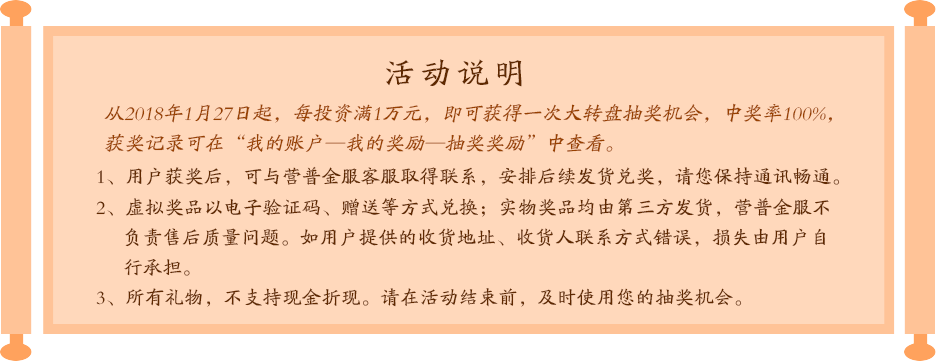 活动说明
从2018年1月27日起，每投资满1万元，即可获得一次大转盘抽奖机会，中奖率100%，
获奖记录可在“我的账户—我的奖励—抽奖奖励”中查看。
1、用户获奖后，可与营普金服客服取得联系，安排后续发货兑奖，请您保持通讯畅通。
2、虚拟奖品以电子验证码、赠送等方式兑换；实物奖品均由第三方发货，营普金服不
负责售后质量问题。如用户提供的收货地址、收货人联系方式错误，损失由用户自
行承担。
3、所有礼物，不支持现金折现。请在活动结束前，及时使用您的抽奖机会。